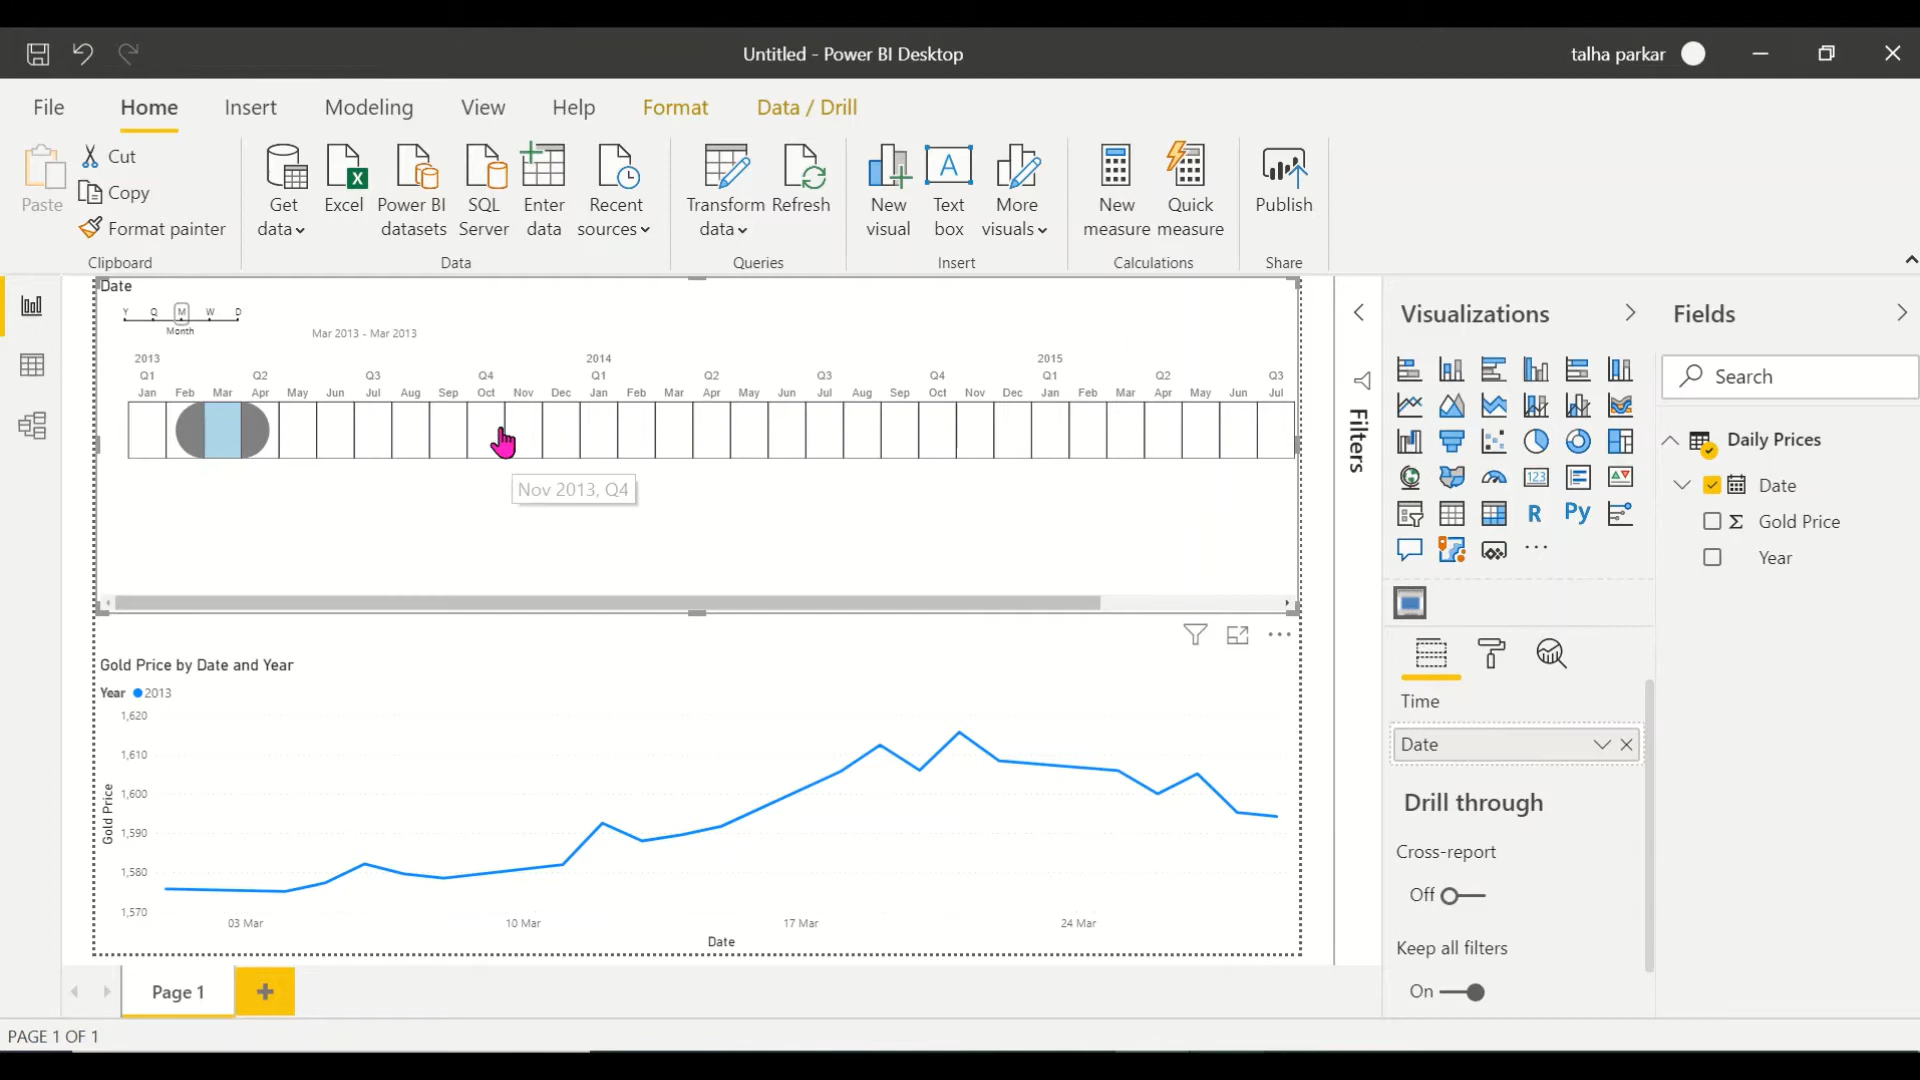 Untitled - Power BI Desktop
talha parkar
File Home Insert Modeling View Help Format Data / Drill
Paste
Cut
Copy
Format painter
Clipboard
Get data
Excel
Power BI datasets
SQL Server
Enter data
Recent sources
Data
Transform data
Refresh
Queries
New visual
Text box
More visuals
Insert
New measure
Quick measure
Calculations
Publish
Share
Date
Y Q M W D
Month
Mar 2013 - Mar 2013
2013 2014 2015
Q1 Q2 Q3 Q4 Q1 Q2 Q3 Q4 Q1 Q2 Q3
Jan Feb Mar Apr May Jun Jul Aug Sep Oct Nov Dec Jan Feb Mar Apr May Jun Jul Aug Sep Oct Nov Dec Jan Feb Mar Apr May Jun Jul
Nov 2013, Q4
Gold Price by Date and Year
Year 2013
1,620
1,610
1,600
1,590
1,580
1,570
Gold Price
03 Mar 10 Mar 17 Mar 24 Mar
Date
Filters
Visualizations
123
R
Py
Time
Date
Drill through
Cross-report
Off
Keep all filters
On
Fields
Search
Daily Prices
Date
Σ Gold Price
Year
Page 1
PAGE 1 OF 1